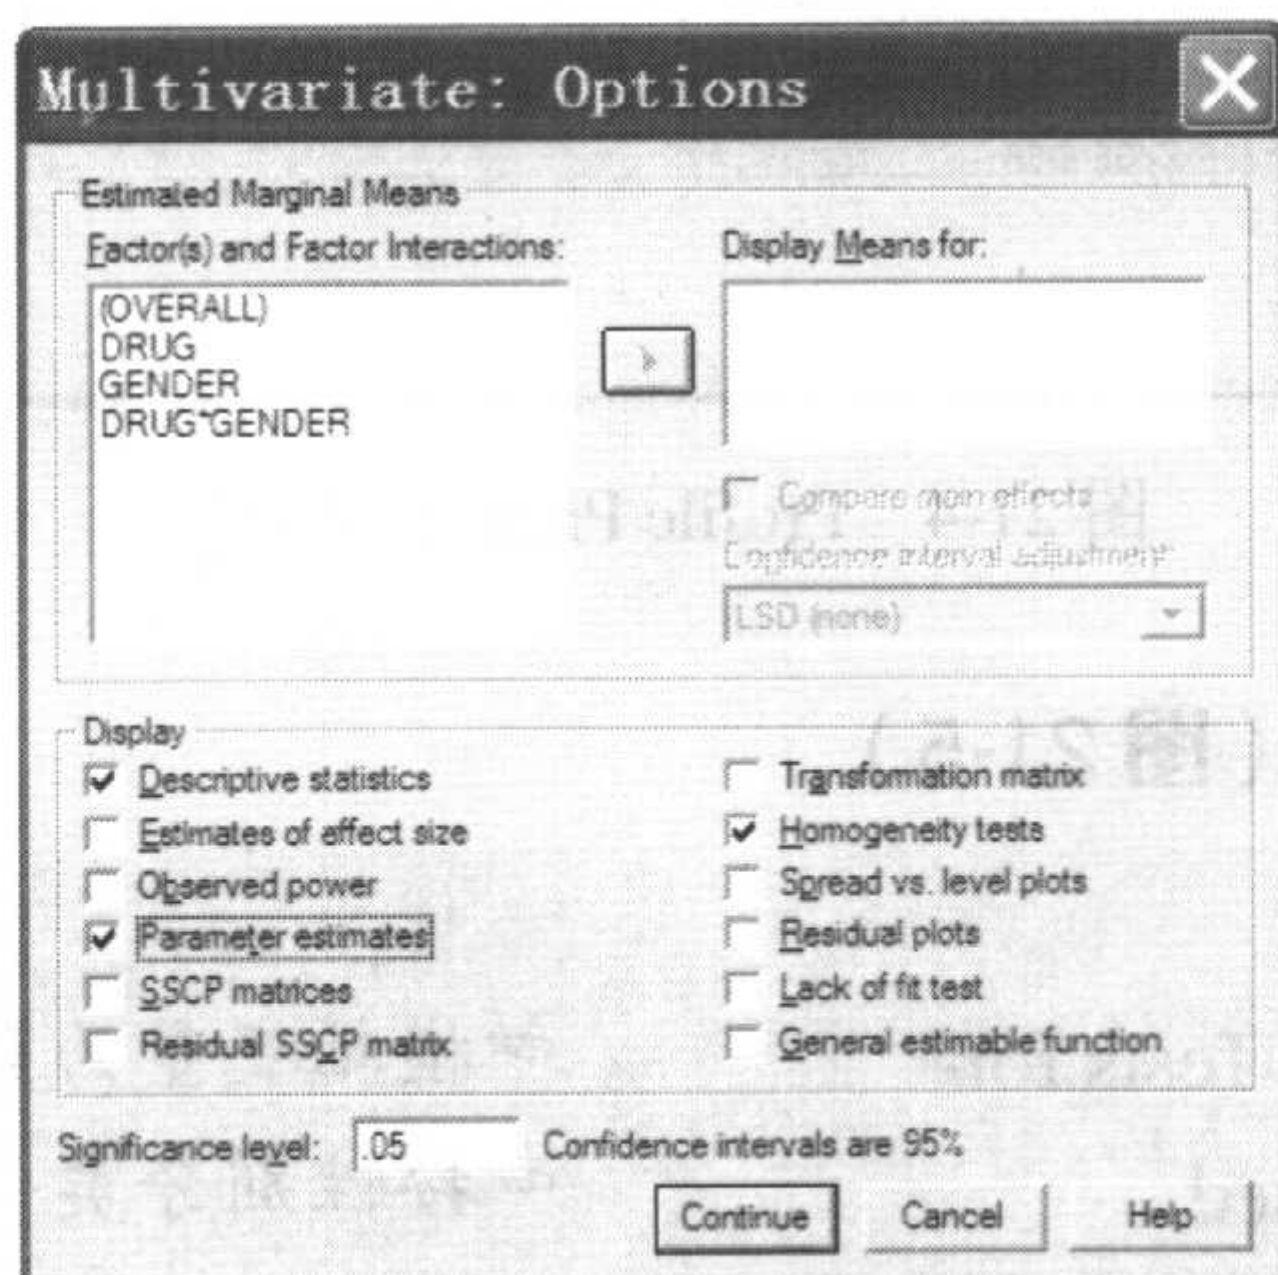 Multivariate: Options
Estimated Marginal Means
Factor(s) and Factor Interactions:
(OVERALL)
DRUG
GENDER
DRUG*GENDER
Display Means for:
Compare main effects
Confidence interval adjustment:
LSD (none)
Display
Descriptive statistics
Estimates of effect size
Observed power
Parameter estimates
SSCP matrices
Residual SSCP matrix
Transformation matrix
Homogeneity tests
Spread vs. level plots
Residual plots
Lack of fit test
General estimable function
Significance level: .05 Confidence intervals are 95%
Continue Cancel Help